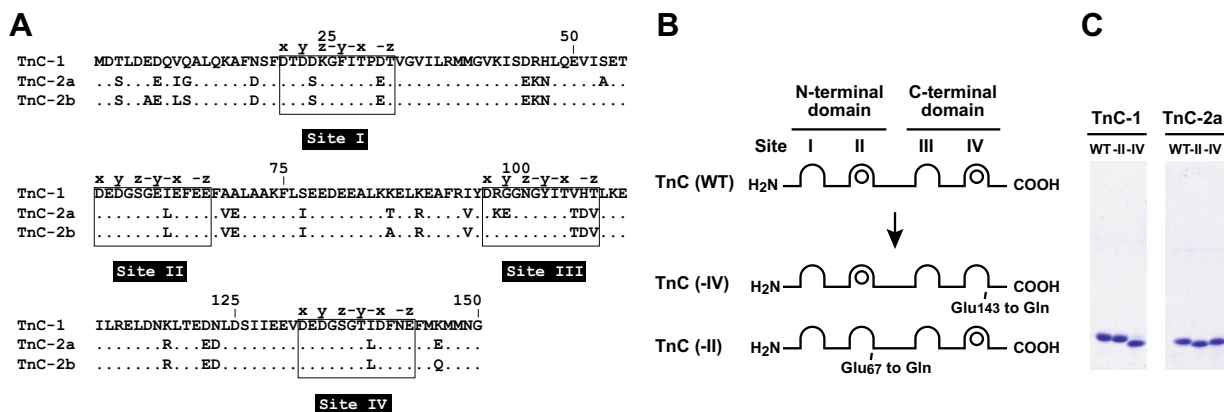 A
25
50
x y z-y-x -z
TnC-1 MDTLDEDQVQALQKAFNSFDTDDKGFITPDTVGVILRMMGVKISDRHLQEVISET
TnC-2a ..S...E.IG......D.....S......E..............EKN.....A..
TnC-2b ..S..AE.LS......D.....S......E..............EKN........
Site I
75
100
x y z-y-x -z
x y z-y-x -z
TnC-1 DEDGSGEIEFEEFAALAAKFLSEEDEEALKKELKEAFRIYDRGGNGYITVHTLKE
TnC-2a .......L.....VE......I........T..R....V..KE......TDV...
TnC-2b .......L.....VE......I........A..R....V..........TDV...
Site II
Site III
125
150
x y z-y-x -z
TnC-1 ILRELDNKLTEDNLDSIIEEVDEDGSGTIDFNEFMKMMNG
TnC-2a .......R...ED...............L......E....
TnC-2b .......R...ED...............L......Q....
Site IV
B
N-terminal domain
C-terminal domain
Site I II III IV
TnC (WT) H₂N COOH
TnC (-IV) H₂N COOH
Glu143 to Gln
TnC (-II) H₂N COOH
Glu67 to Gln
C
TnC-1 TnC-2a
WT -II -IV WT -II -IV